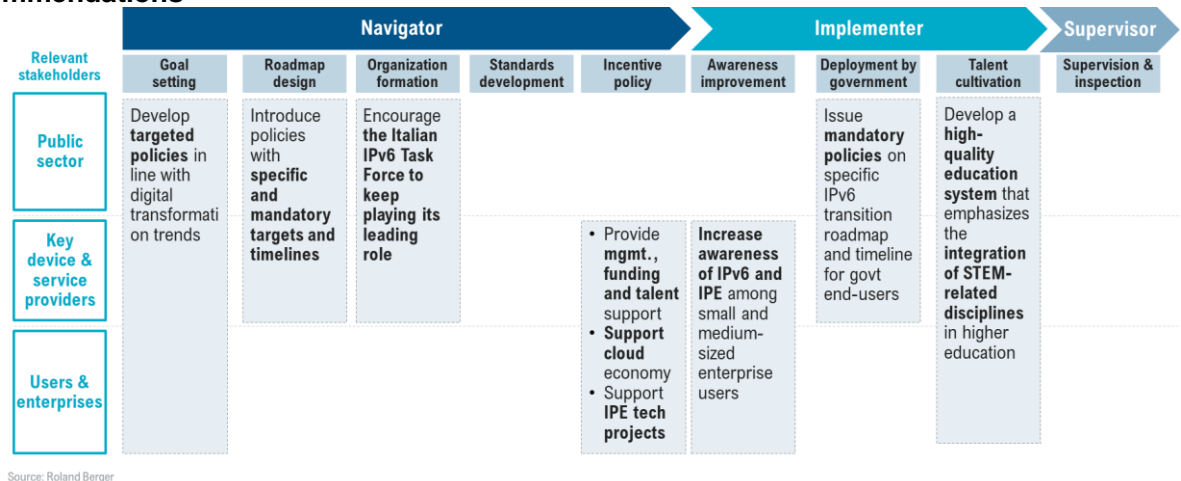 mmendations
Navigator
Implementer
Supervisor
Relevant
stakeholders
Goal
setting
Roadmap
design
Organization
formation
Standards
development
Incentive
policy
Awareness
improvement
Deployment by
government
Talent
cultivation
Supervision &
inspection
Public
sector
Key
device &
service
providers
Users &
enterprises
Develop
targeted
policies in
line with
digital
transformati
on trends
Introduce
policies
with
specific
and
mandatory
targets and
timelines
Encourage
the Italian
IPv6 Task
Force to
keep
playing its
leading
role
• Provide
mgmt.,
funding
and talent
support
• Support
cloud
economy
• Support
IPE tech
projects
Increase
awareness
of IPv6 and
IPE among
small and
medium-
sized
enterprise
users
Issue
mandatory
policies on
specific
IPv6
transition
roadmap
and timeline
for govt
end-users
Develop a
high-
quality
education
system that
emphasizes
the
integration
of STEM-
related
disciplines
in higher
education
Source: Roland Berger